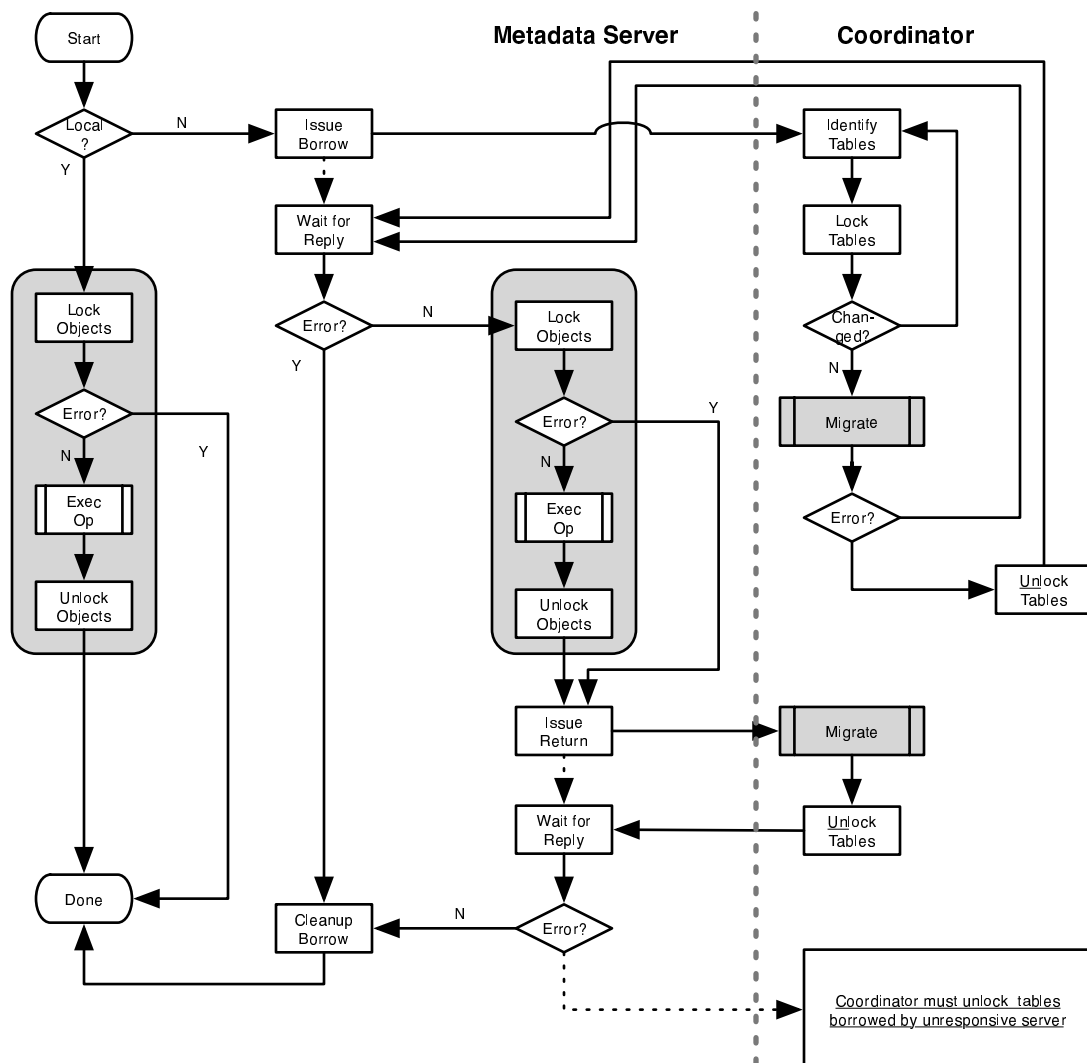 Metadata Server
Coordinator
Start
Local
?
N
Y
Issue
Borrow
Identify
Tables
Wait for
Reply
Lock
Tables
Lock
Objects
Error?
N
Y
Lock
Objects
Chan-
ged?
N
Error?
Y
N
Error?
Y
N
Migrate
Exec
Op
Exec
Op
Error?
Unlock
Objects
Unlock
Objects
Unlock
Tables
Issue
Return
Migrate
Wait for
Reply
Unlock
Tables
Done
Cleanup
Borrow
N
Error?
Coordinator must unlock tables
borrowed by unresponsive server